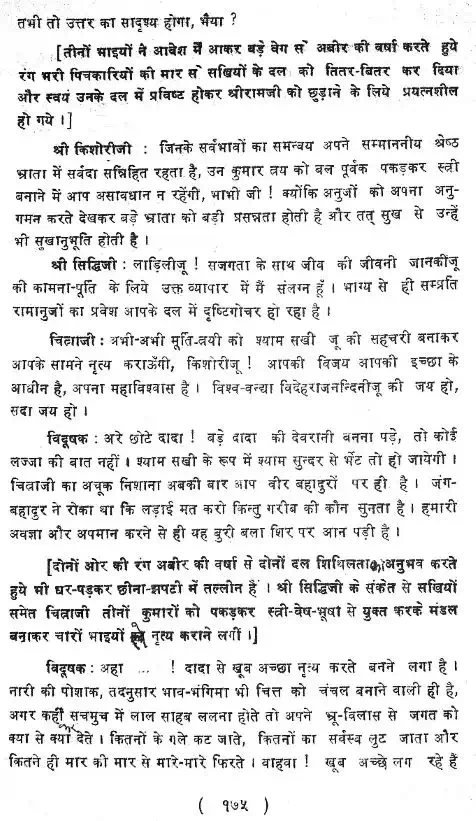 तभी तो उत्तर का सादृश्य होगा, भैया ?
[तीनों भाइयों ने आवेश में आकर बड़े वेग से अबीर की वर्षा करते हुये
रंग भरी पिचकारियों की मार से सखियों के दल को तितर-बितर कर दिया
और स्वयं उनके दल में प्रविष्ट होकर श्रीरामजी को छुड़ाने के लिये प्रयत्नशील
हो गये ।]
श्री किशोरीजी : जिनके सर्वभावों का समन्वय अपने सम्माननीय श्रेष्ठ
भ्राता में सर्वदा सन्निहित रहता है, उन कुमार त्रय को बल पूर्वक पकड़कर स्त्री
बनाने में आप असावधान न रहेंगी, भाभी जी ! क्योंकि अनुजों को अपना अनु-
गमन करते देखकर बड़े भ्राता को बड़ी प्रसन्नता होती है और तत् सुख से उन्हें
भी सुखानुभूति होती है ।
श्री सिद्धिजी : लाड़िलीजू ! सजगता के साथ जीव की जीवनी जानकीजू
की कामना-पूर्ति के लिये उक्त व्यापार में मैं संलग्न हूँ । भाग्य से ही सम्प्रति
रामानुजों का प्रवेश आपके दल में दृष्टिगोचर हो रहा है ।
चित्राजी : अभी-अभी मूर्ति-त्रयी को श्याम सखी जू की सहचरी बनाकर
आपके सामने नृत्य कराऊँगी, किशोरीजू ! आपकी विजय आपकी इच्छा के
आधीन है, अपना महाविश्वास है । विश्व-वन्द्या विदेहराजनन्दिनीजू की जय हो,
सदा जय हो ।
विदूषक : अरे छोटे दादा ! बड़े दादा की देवरानी बनना पड़े, तो कोई
लज्जा की बात नहीं । श्याम सखी के रूप में श्याम सुन्दर से भेंट तो हो जायेगी ।
चित्राजी का अचूक निशाना अबकी बार आप वीर बहादुरों पर ही है । जंग-
बहादुर ने रोका था कि लड़ाई मत करो किन्तु गरीब की कौन सुनता है । हमारी
अवज्ञा और अपमान करने से ही यह बुरी बला शिर पर आन पड़ी है ।
[दोनों ओर की रंग अबीर की वर्षा से दोनों दल शिथिलता अनुभव करते
हुये भी धर-पड़कर छीना-झपटी में तल्लीन हैं । श्री सिद्धिजी के संकेत से सखियों
समेत चित्राजी तीनों कुमारों को पकड़कर स्त्री-वेष-भूषा से युक्त करके मंडल
बनाकर चारों भाइयों को नृत्य कराने लगीं ।]
विदूषक : अहा ... ! दादा से खूब अच्छा नृत्य करते बनने लगा है ।
नारी की पोशाक, तदनुसार भाव-भंगिमा भी चित्त को चंचल बनाने वाली ही है,
अगर कहीं सचमुच में लाल साहब ललना होते तो अपने भ्रू-विलास से जगत को
क्या से क्या देते । कितनों के गले कट जाते, कितनों का सर्वस्व लुट जाता और
कितने ही मार की मार से मारे-मारे फिरते । वाहवा ! खूब अच्छे लग रहे हैं
( १७५ )